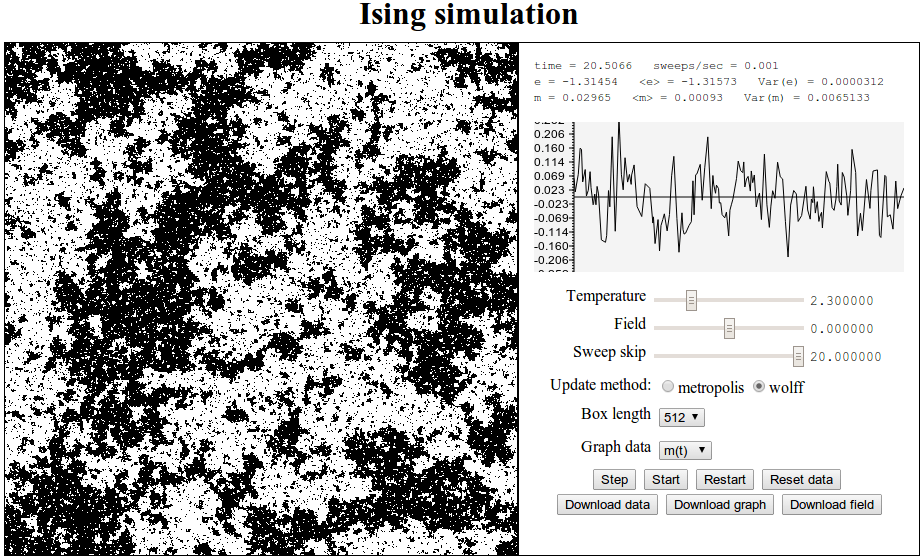 Ising simulation
time = 20.5066 sweeps/sec = 0.001
e = -1.31454 <e> = -1.31573 Var(e) = 0.0000312
m = 0.02965 <m> = 0.00093 Var(m) = 0.0065133
0.206
0.160
0.114
0.069
0.023
-0.023
-0.069
-0.114
-0.160
-0.206
Temperature 2.300000
Field 0.000000
Sweep skip 20.000000
Update method: metropolis wolff
Box length 512
Graph data m(t)
Step Start Restart Reset data
Download data Download graph Download field